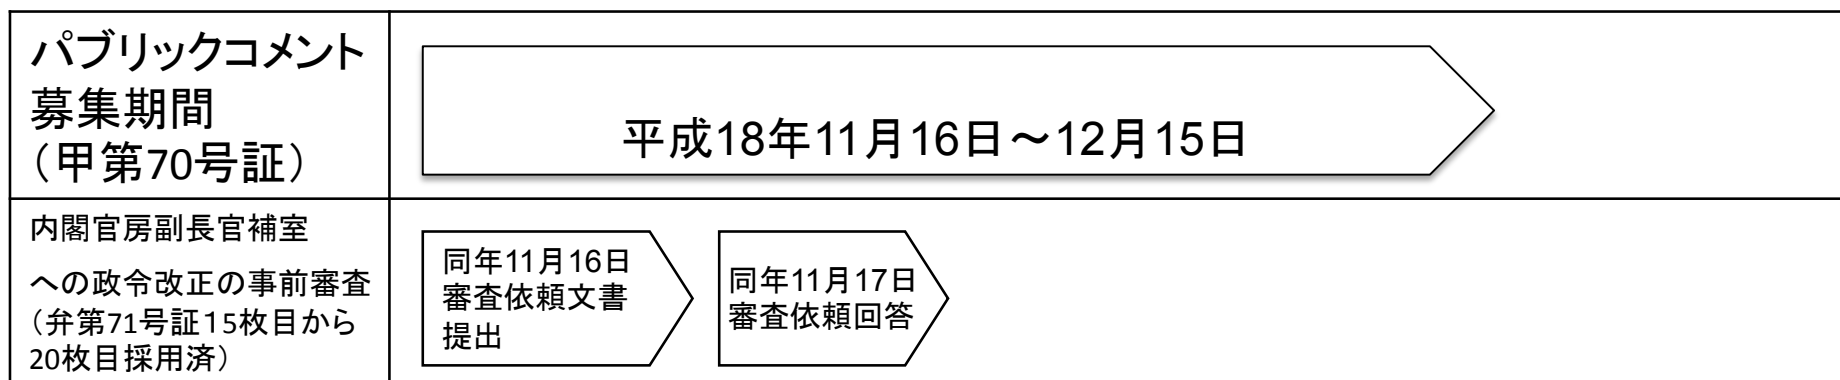 パブリックコメント
募集期間
（甲第70号証）
平成18年11月16日～12月15日
内閣官房副長官補室
への政令改正の事前審査
（弁第71号証１5枚目から
20枚目採用済）
同年11月16日
審査依頼文書
提出
同年11月17日
審査依頼回答